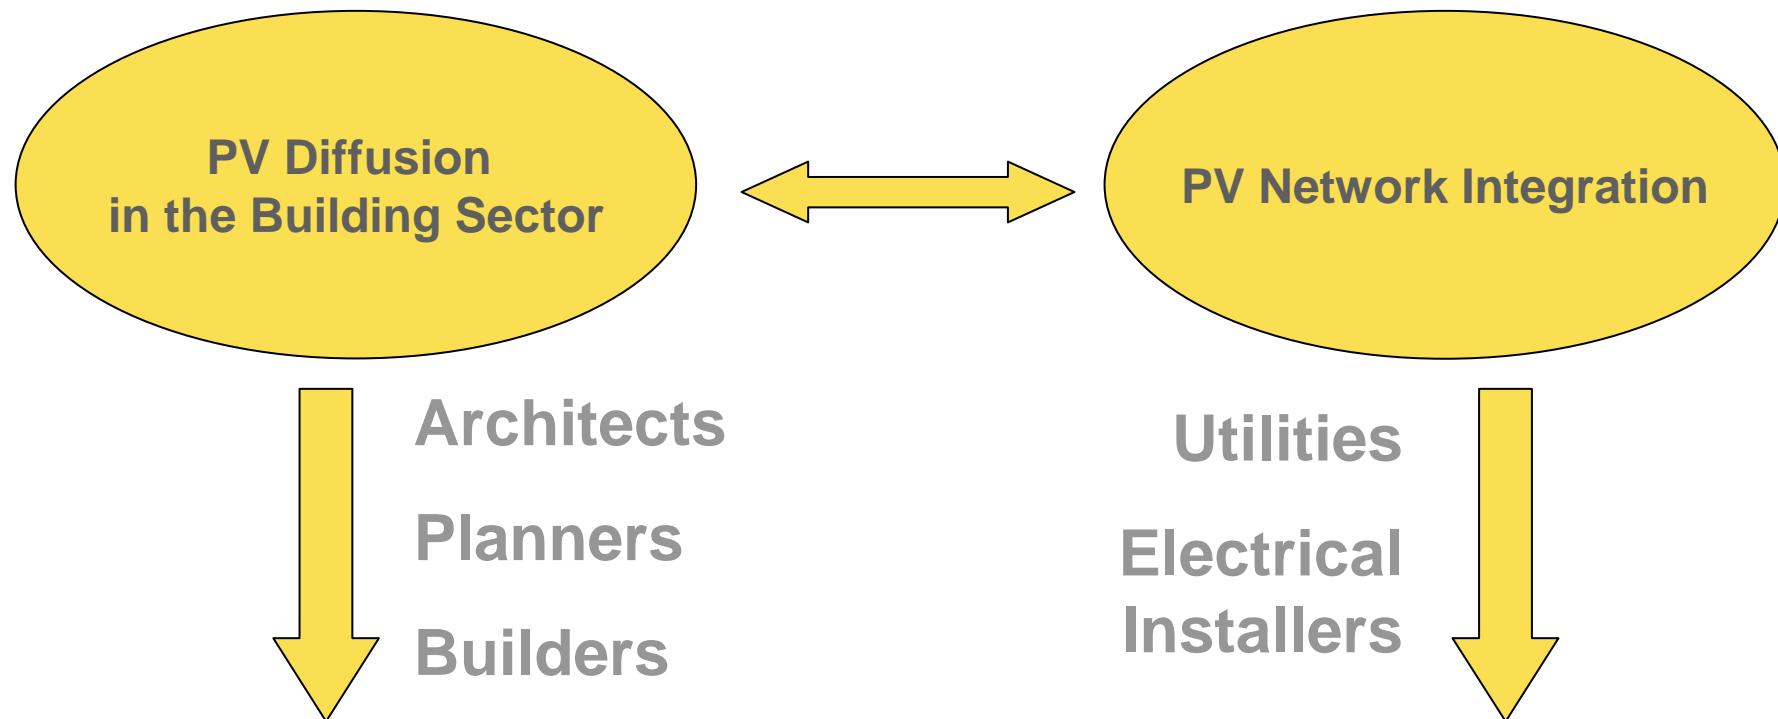 PV Diffusion
in the Building Sector
PV Network Integration
Architects
Planners
Builders
Utilities
Electrical
Installers